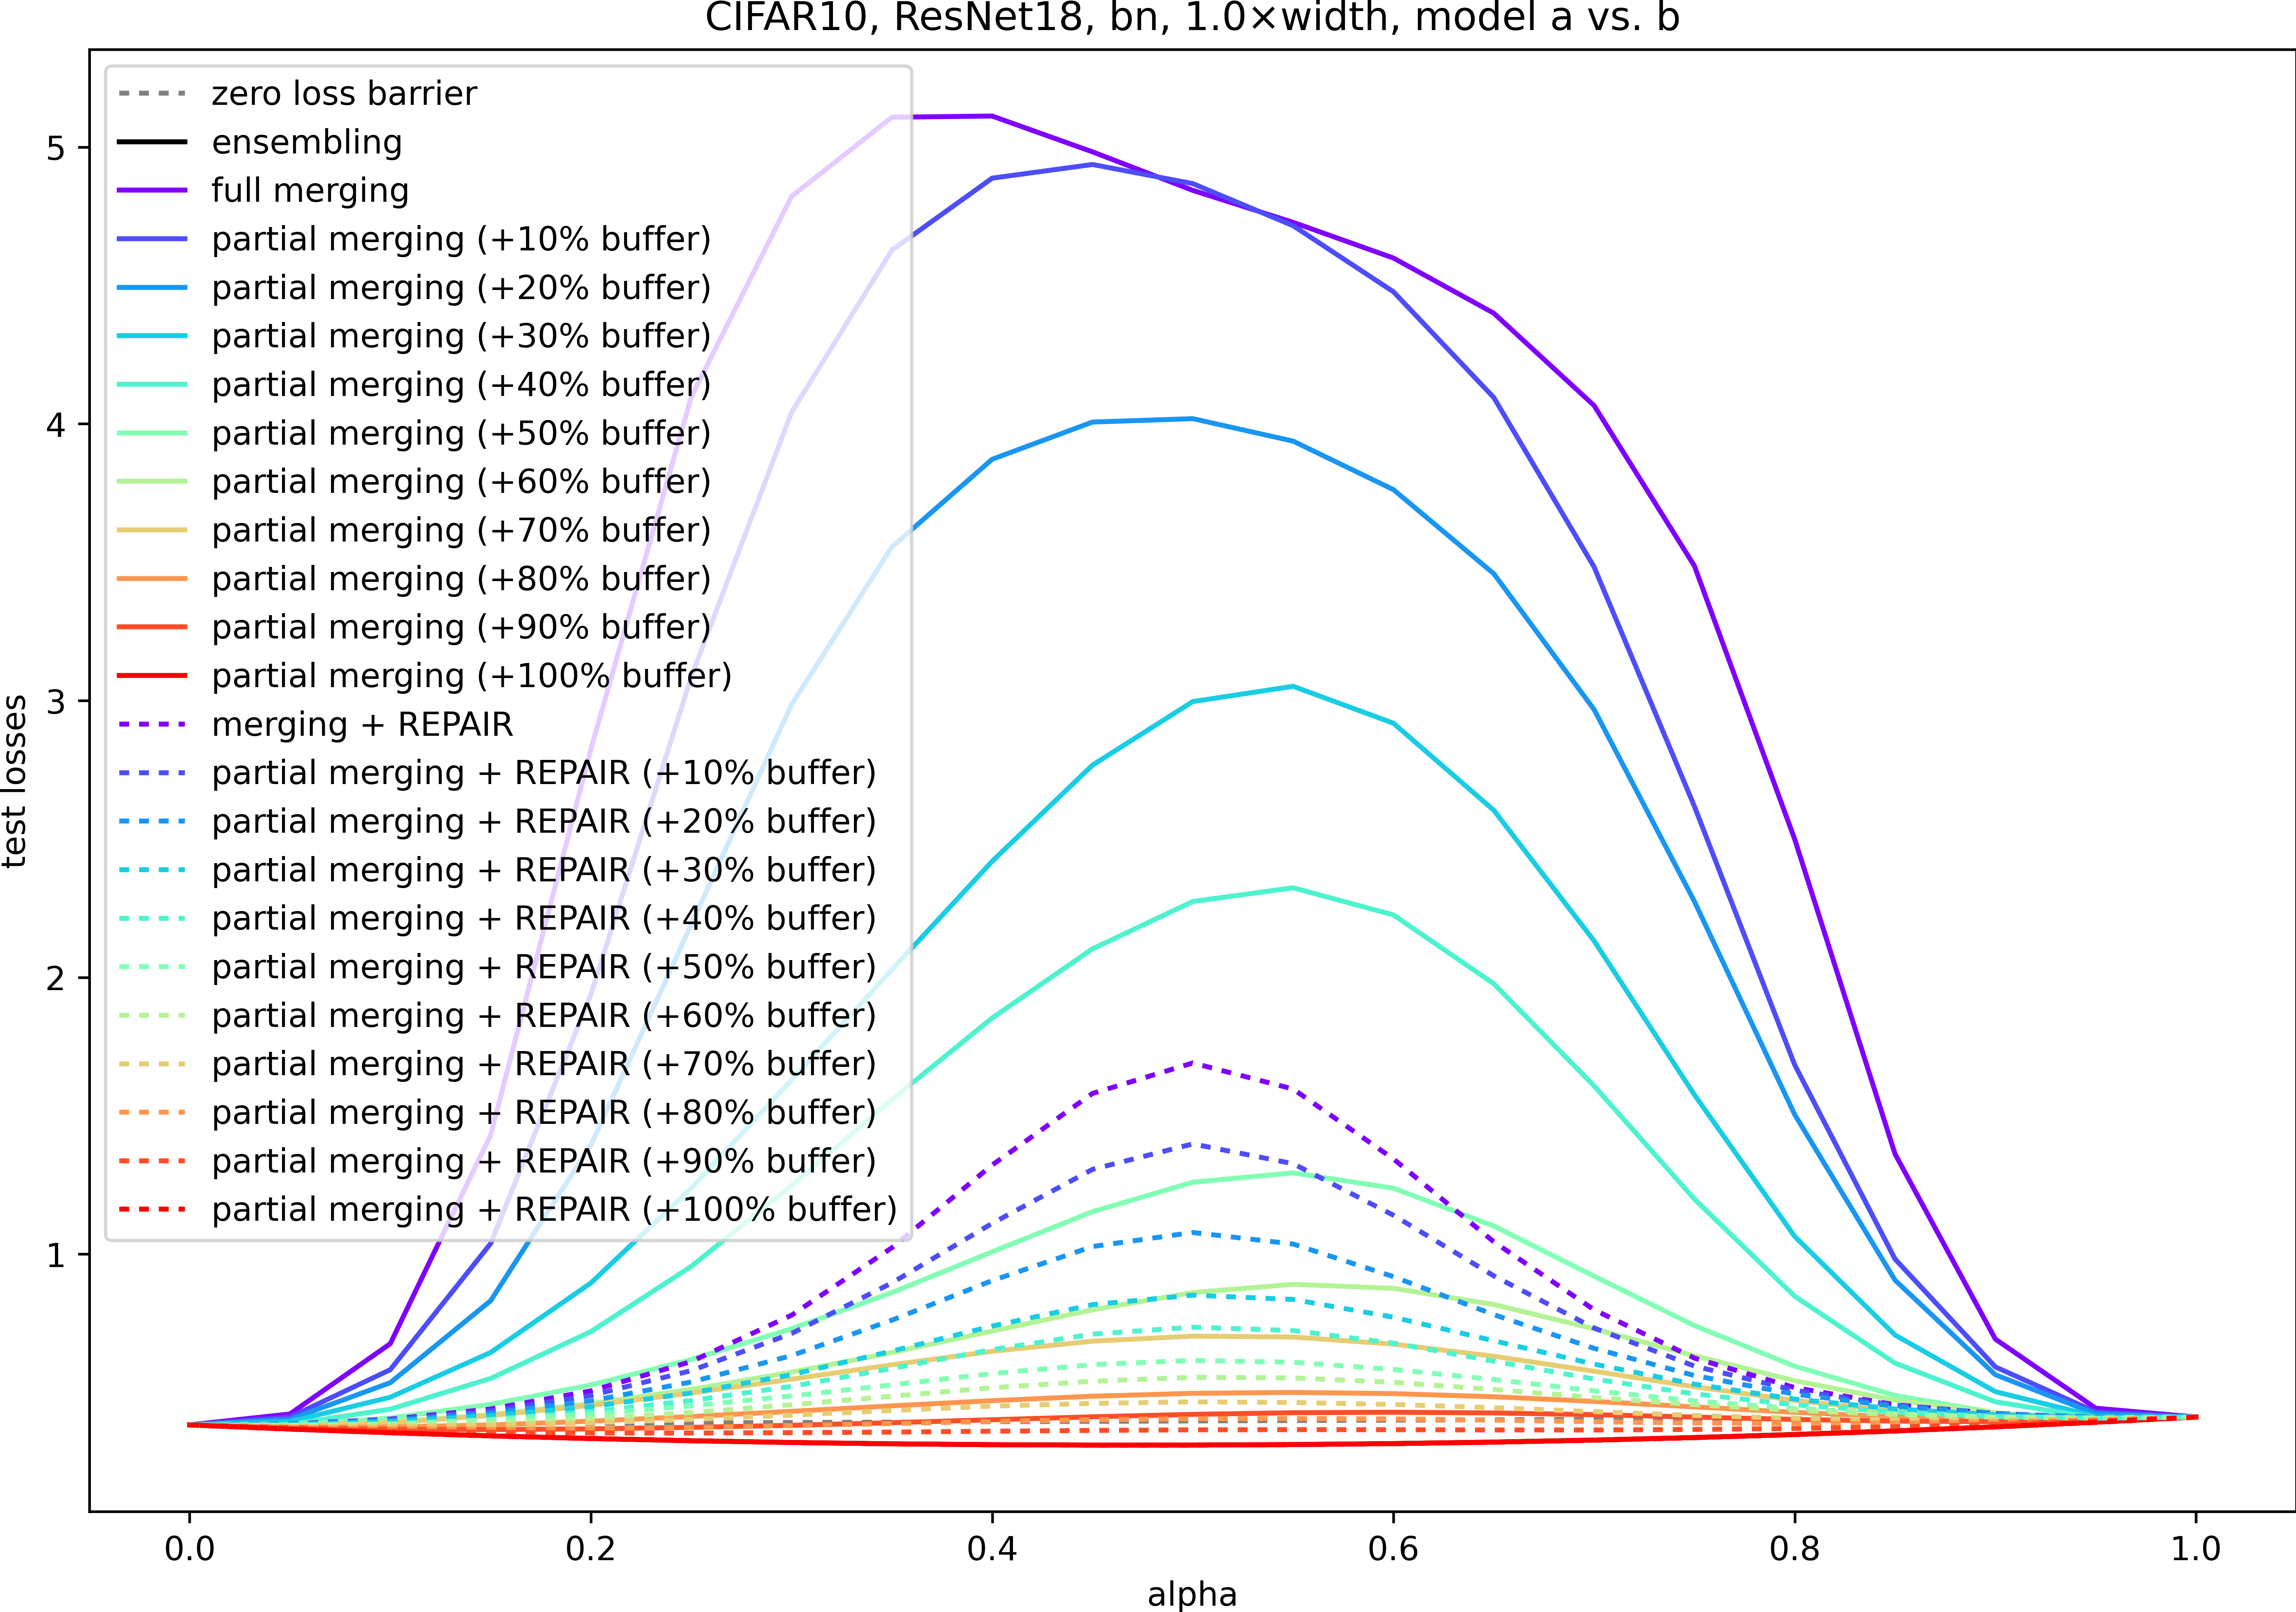 CIFAR10, ResNet18, bn, 1.0×width, model a vs. b
zero loss barrier
ensembling
full merging
partial merging (+10% buffer)
partial merging (+20% buffer)
partial merging (+30% buffer)
partial merging (+40% buffer)
partial merging (+50% buffer)
partial merging (+60% buffer)
partial merging (+70% buffer)
partial merging (+80% buffer)
partial merging (+90% buffer)
partial merging (+100% buffer)
merging + REPAIR
partial merging + REPAIR (+10% buffer)
partial merging + REPAIR (+20% buffer)
partial merging + REPAIR (+30% buffer)
partial merging + REPAIR (+40% buffer)
partial merging + REPAIR (+50% buffer)
partial merging + REPAIR (+60% buffer)
partial merging + REPAIR (+70% buffer)
partial merging + REPAIR (+80% buffer)
partial merging + REPAIR (+90% buffer)
partial merging + REPAIR (+100% buffer)
test losses
5
4
3
2
1
0.0 0.2 0.4 0.6 0.8 1.0
alpha